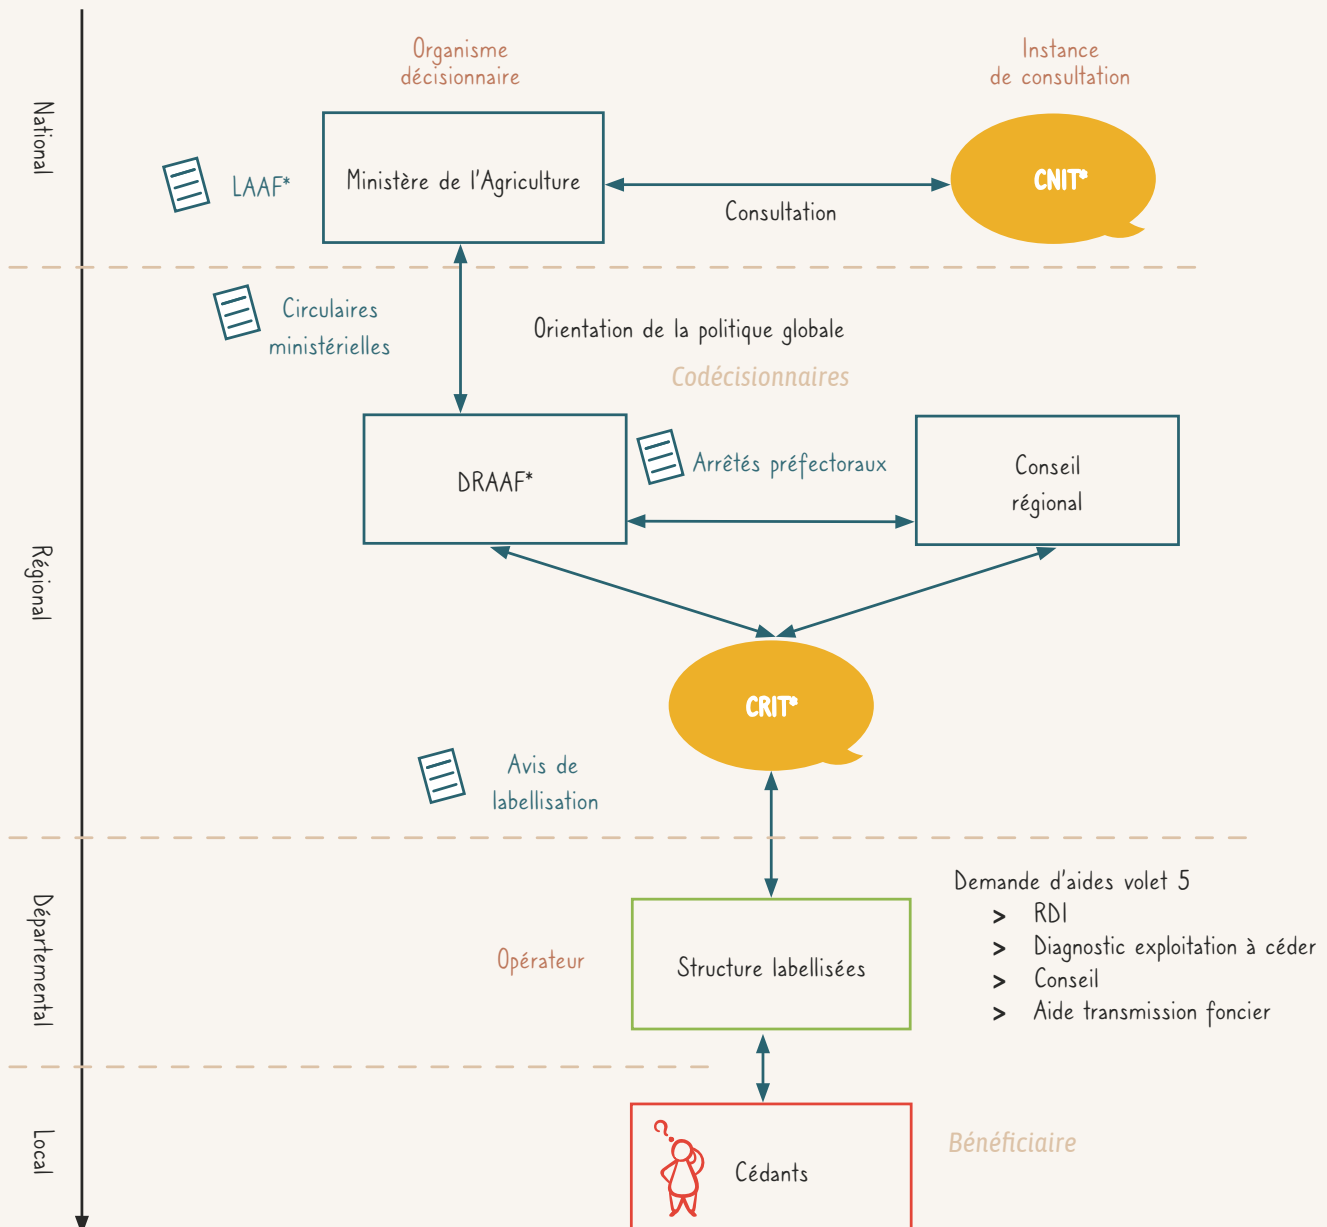 Organisme
décisionnaire
Instance
de consultation
National
LAAF*
Ministère de l'Agriculture
Consultation
CNIT*
Circulaires
ministérielles
Orientation de la politique globale
Codécisionnaires
DRAAF*
Arrêtés préfectoraux
Conseil
régional
Régional
CRIT*
Avis de
labellisation
Départemental
Opérateur
Structure labellisées
Demande d'aides volet 5
> RDI
> Diagnostic exploitation à céder
> Conseil
> Aide transmission foncier
Local
?
Cédants
Bénéficiaire